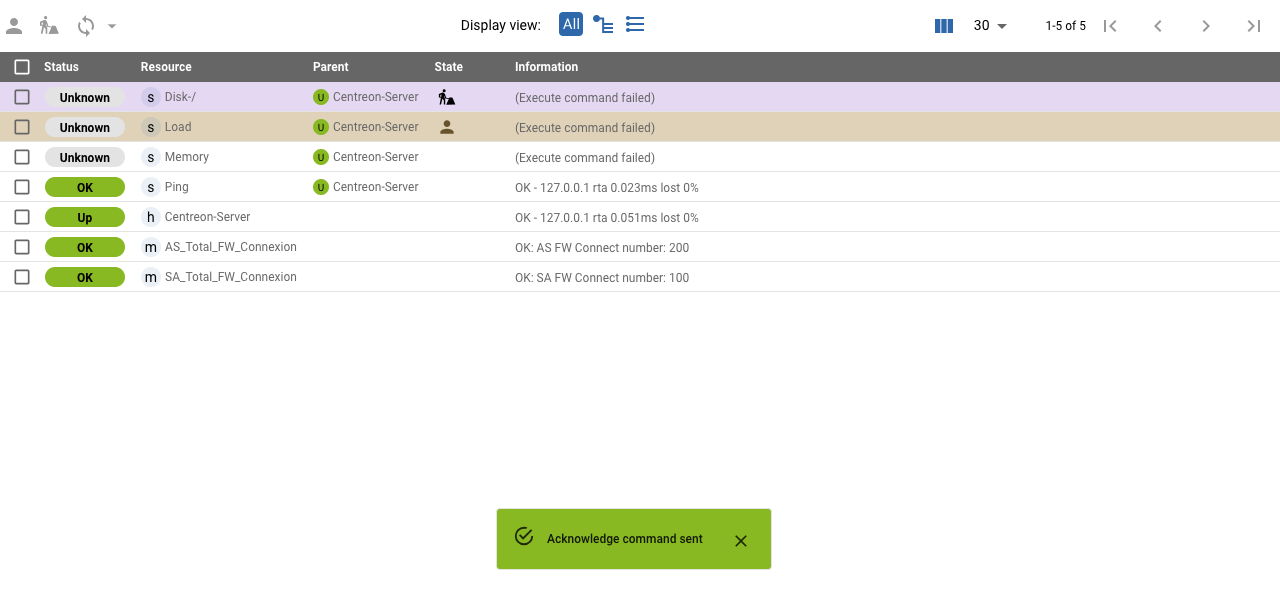 Display view: All 30 1-5 of 5
Status Resource Parent State Information
Unknown s Disk-/ U Centreon-Server (Execute command failed)
Unknown s Load U Centreon-Server (Execute command failed)
Unknown s Memory U Centreon-Server (Execute command failed)
OK s Ping U Centreon-Server OK - 127.0.0.1 rta 0.023ms lost 0%
Up h Centreon-Server OK - 127.0.0.1 rta 0.051ms lost 0%
OK m AS_Total_FW_Connexion OK: AS FW Connect number: 200
OK m SA_Total_FW_Connexion OK: SA FW Connect number: 100
Acknowledge command sent